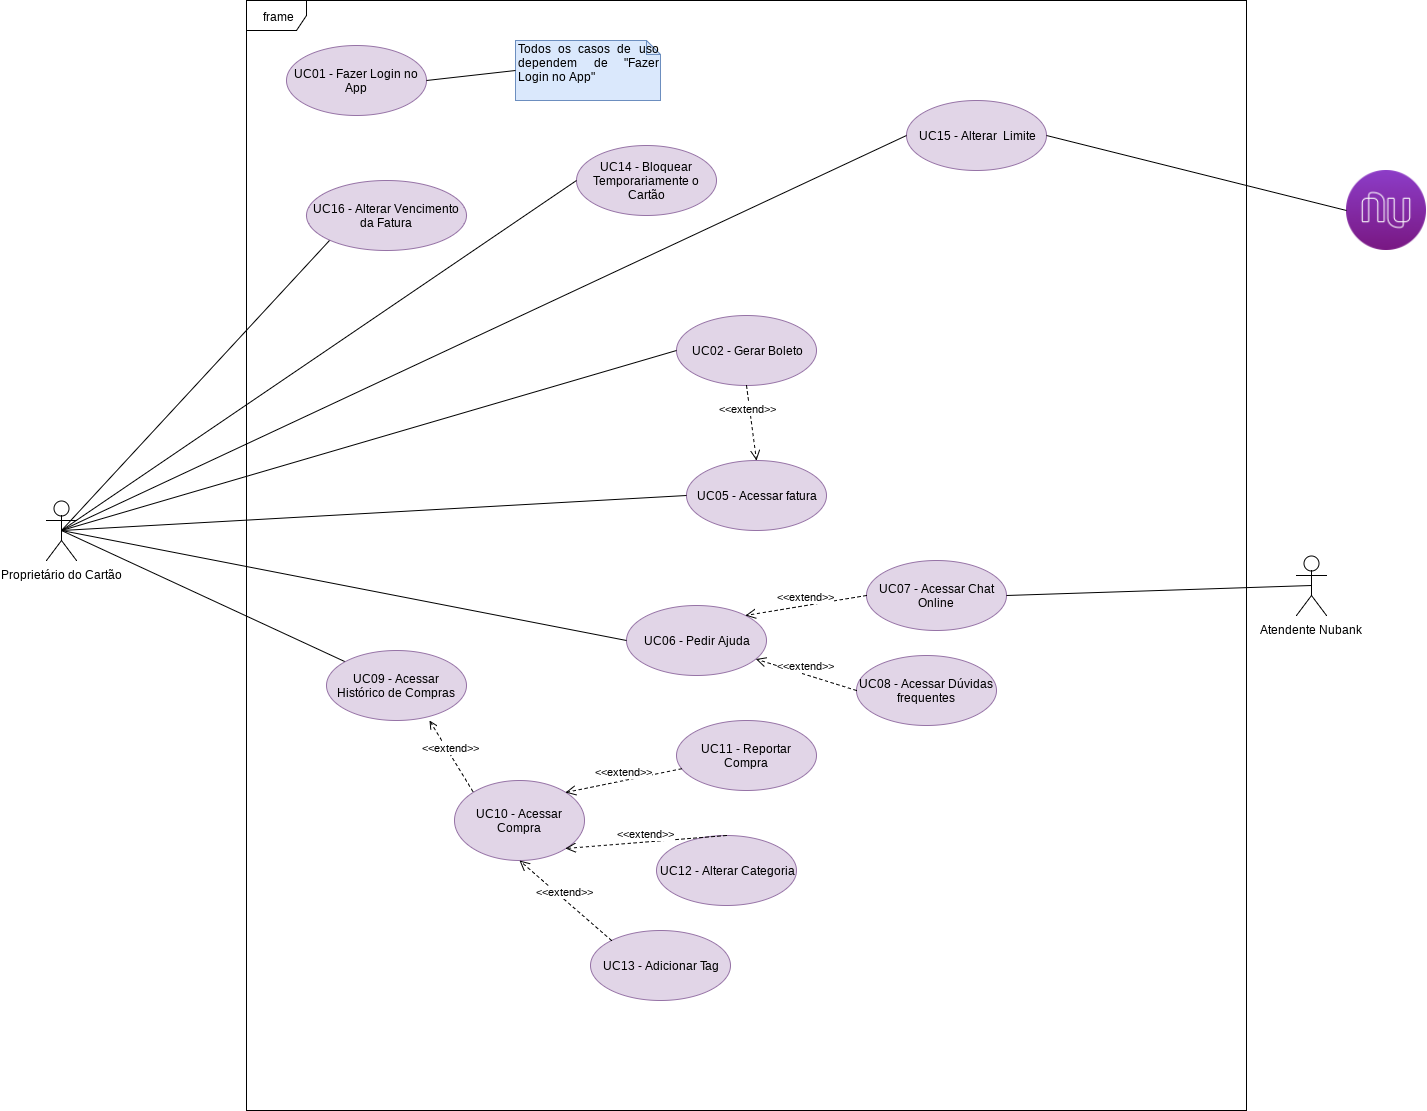 frame
UC01 - Fazer Login no
App
Todos os casos de uso
dependem de "Fazer
Login no App"
UC15 - Alterar  Limite
UC14 - Bloquear
Temporariamente o
Cartão
UC16 - Alterar Vencimento
da Fatura
nu
UC02 - Gerar Boleto
<<extend>>
UC05 - Acessar fatura
Proprietário do Cartão
UC07 - Acessar Chat
Online
<<extend>>
Atendente Nubank
UC06 - Pedir Ajuda
<<extend>>
UC08 - Acessar Dúvidas
frequentes
UC09 - Acessar
Histórico de Compras
<<extend>>
UC11 - Reportar
Compra
<<extend>>
UC10 - Acessar
Compra
<<extend>>
UC12 - Alterar Categoria
<<extend>>
UC13 - Adicionar Tag